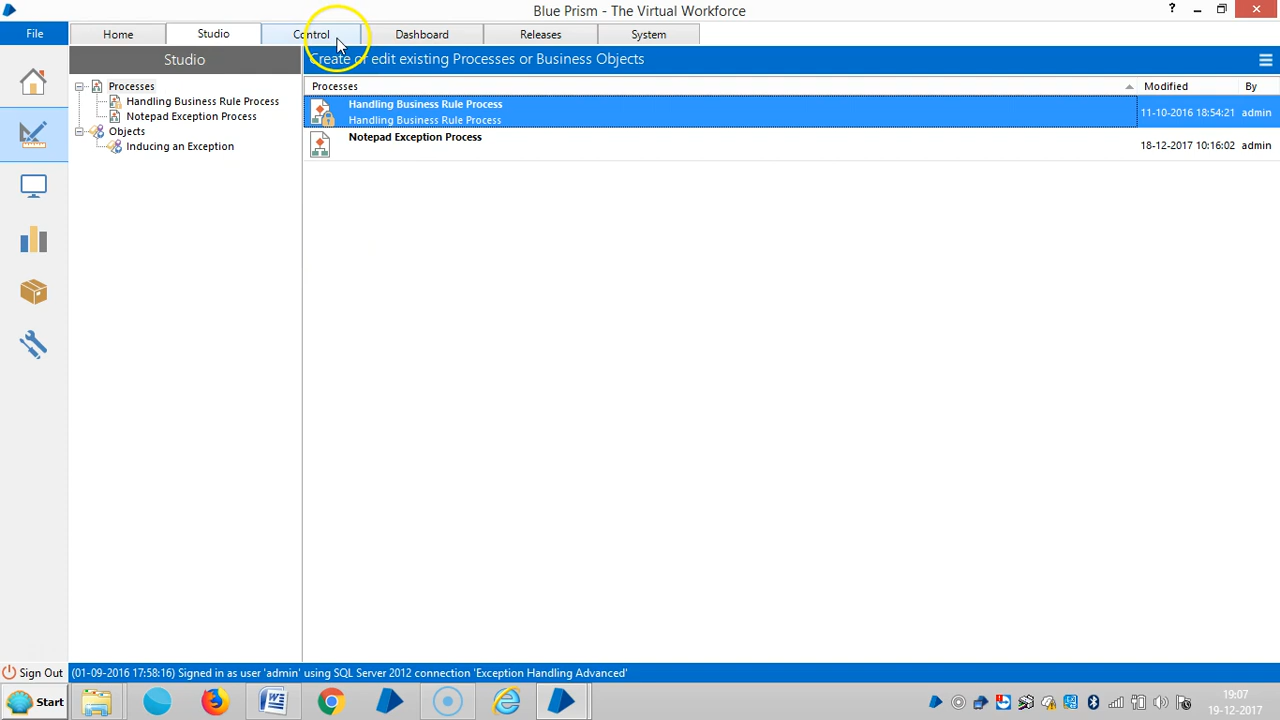 Blue Prism - The Virtual Workforce
File
Home
Studio
Control
Dashboard
Releases
System
Studio
Create or edit existing Processes or Business Objects
Processes
Handling Business Rule Process
Notepad Exception Process
Objects
Inducing an Exception
Processes
Modified
By
Handling Business Rule Process
Handling Business Rule Process
11-10-2016 18:54:21
admin
Notepad Exception Process
18-12-2017 10:16:02
admin
Sign Out
(01-09-2016 17:58:16) Signed in as user 'admin' using SQL Server 2012 connection 'Exception Handling Advanced'
Start
19:07
19-12-2017